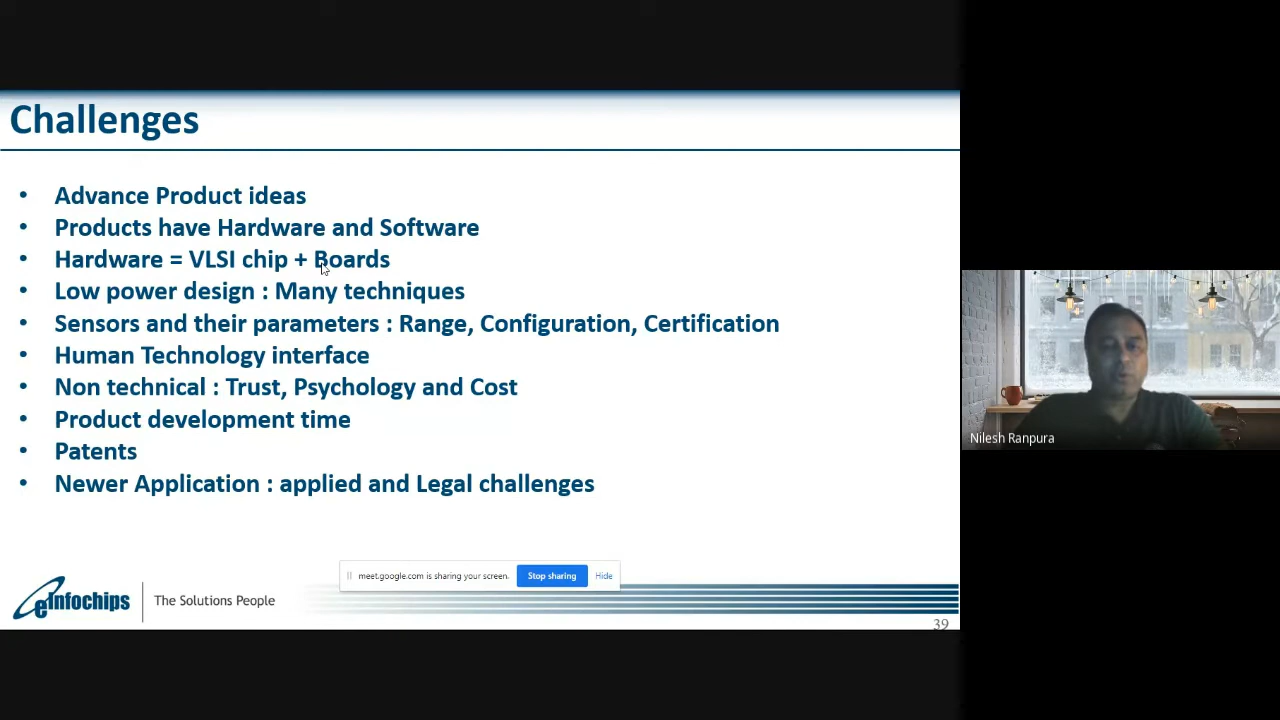 Challenges
• Advance Product ideas
• Products have Hardware and Software
• Hardware = VLSI chip + Boards
• Low power design : Many techniques
• Sensors and their parameters : Range, Configuration, Certification
• Human Technology interface
• Non technical : Trust, Psychology and Cost
• Product development time
• Patents
• Newer Application : applied and Legal challenges
Nilesh Ranpura
meet.google.com is sharing your screen. Stop sharing Hide
eInfochips The Solutions People
39